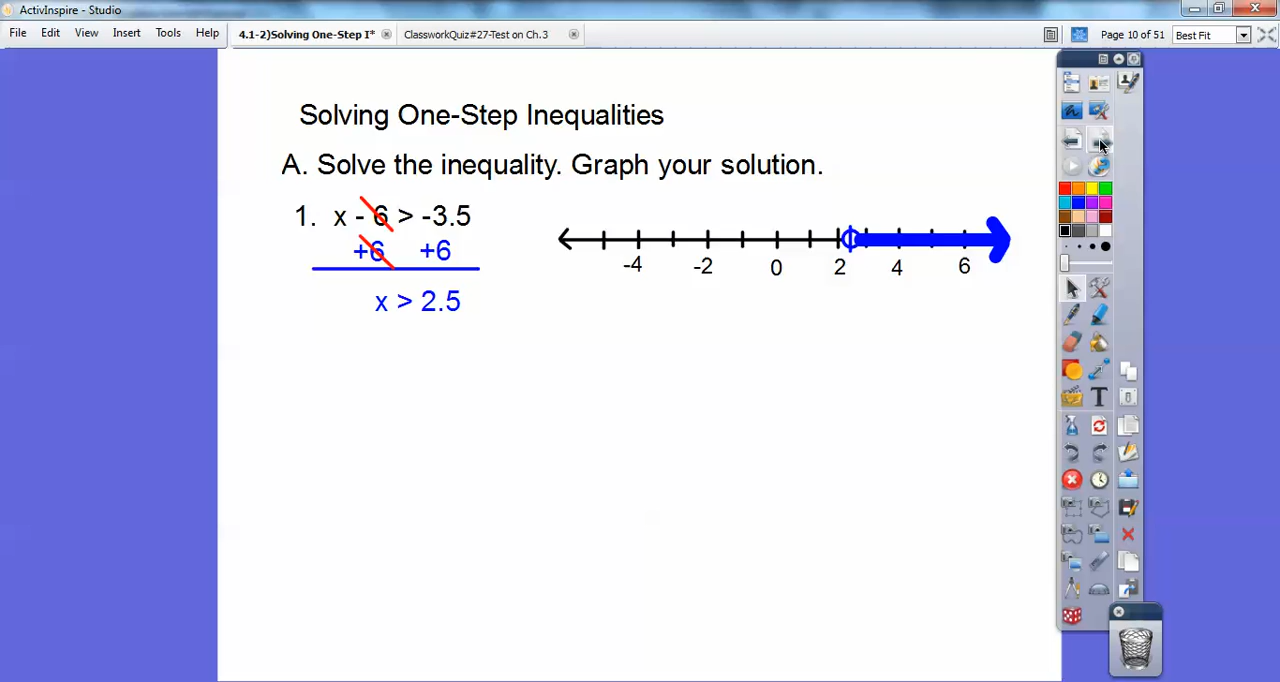 ActivInspire - Studio
File Edit View Insert Tools Help
4.1-2)Solving One-Step I* ClassworkQuiz#27-Test on Ch.3
Page 10 of 51 Best Fit
Solving One-Step Inequalities
A. Solve the inequality. Graph your solution.
1. x - 6 > -3.5
+6 +6
x > 2.5
-4 -2 0 2 4 6